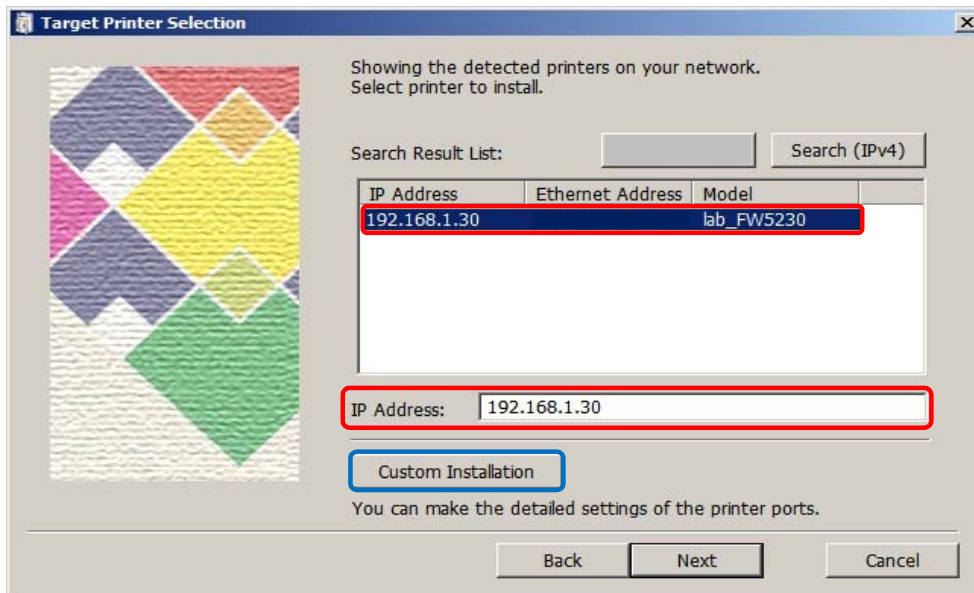 Target Printer Selection
Showing the detected printers on your network.
Select printer to install.
Search Result List:
Search (IPv4)
IP Address Ethernet Address Model
192.168.1.30 lab_FW5230
IP Address: 192.168.1.30
Custom Installation
You can make the detailed settings of the printer ports.
Back Next Cancel